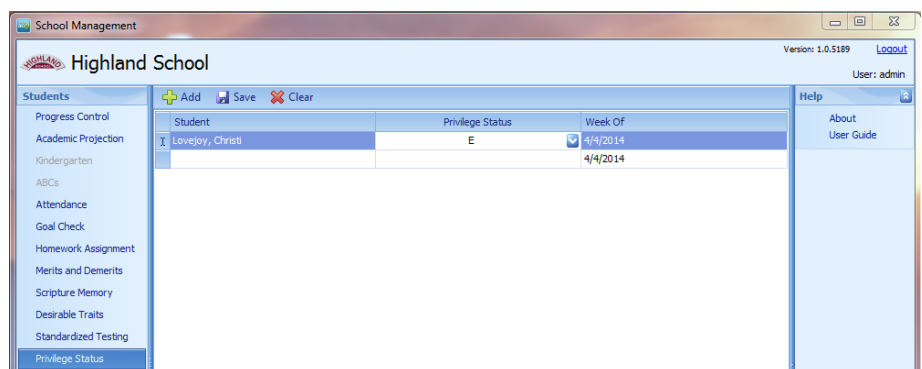 School Management
HIGHLAND Highland School
Version: 1.0.5189 Logout
User: admin
Students
Progress Control
Academic Projection
Kindergarten
ABCs
Attendance
Goal Check
Homework Assignment
Merits and Demerits
Scripture Memory
Desirable Traits
Standardized Testing
Privilege Status
Add Save Clear
Student Privilege Status Week Of
Lovejoy, Christi E 4/4/2014
4/4/2014
Help
About
User Guide